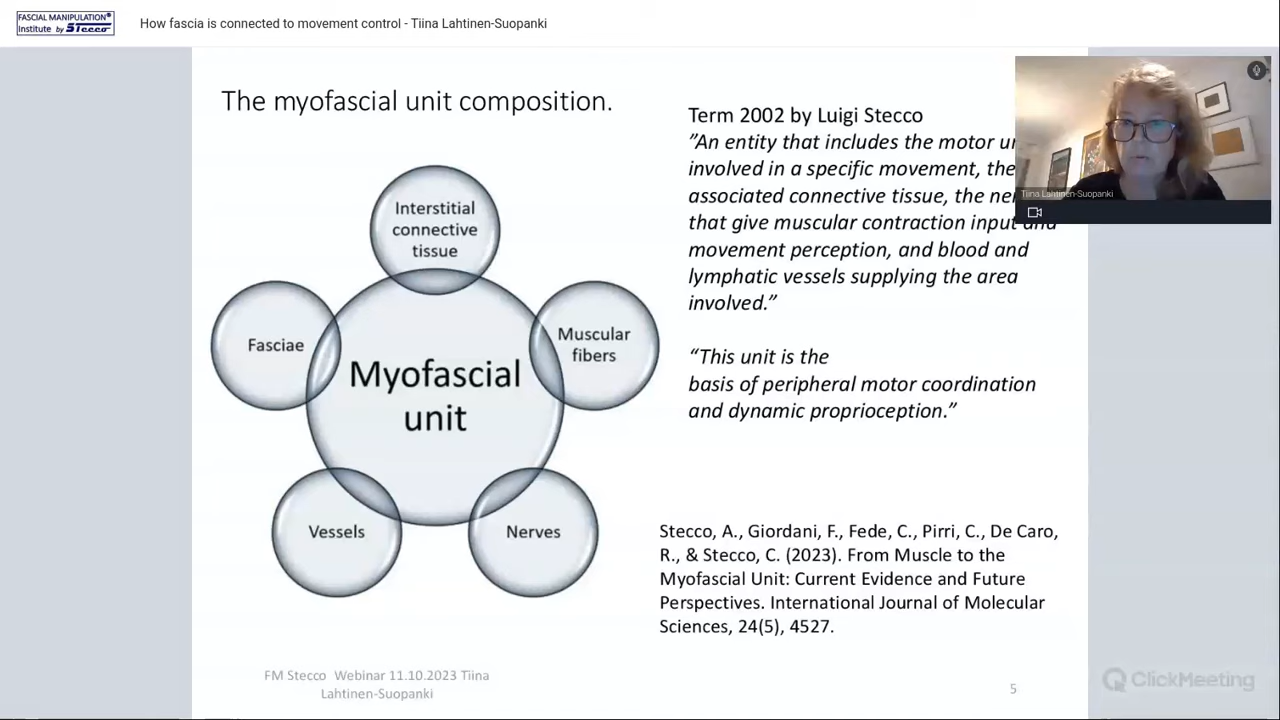 FASCIAL MANIPULATION®
Institute by Stecco
How fascia is connected to movement control - Tiina Lahtinen-Suopanki
The myofascial unit composition.
Interstitial
connective
tissue
Fasciae
Muscular
fibers
Myofascial
unit
Vessels
Nerves
Term 2002 by Luigi Stecco
”An entity that includes the motor
involved in a specific movement, the
associated connective tissue, the
that give muscular contraction input and
movement perception, and blood and
lymphatic vessels supplying the area
involved.”
“This unit is the
basis of peripheral motor coordination
and dynamic proprioception.”
Stecco, A., Giordani, F., Fede, C., Pirri, C., De Caro,
R., & Stecco, C. (2023). From Muscle to the
Myofascial Unit: Current Evidence and Future
Perspectives. International Journal of Molecular
Sciences, 24(5), 4527.
Tiina Lahtinen-Suopanki
FM Stecco Webinar 11.10.2023 Tiina
Lahtinen-Suopanki
5
ClickMeeting